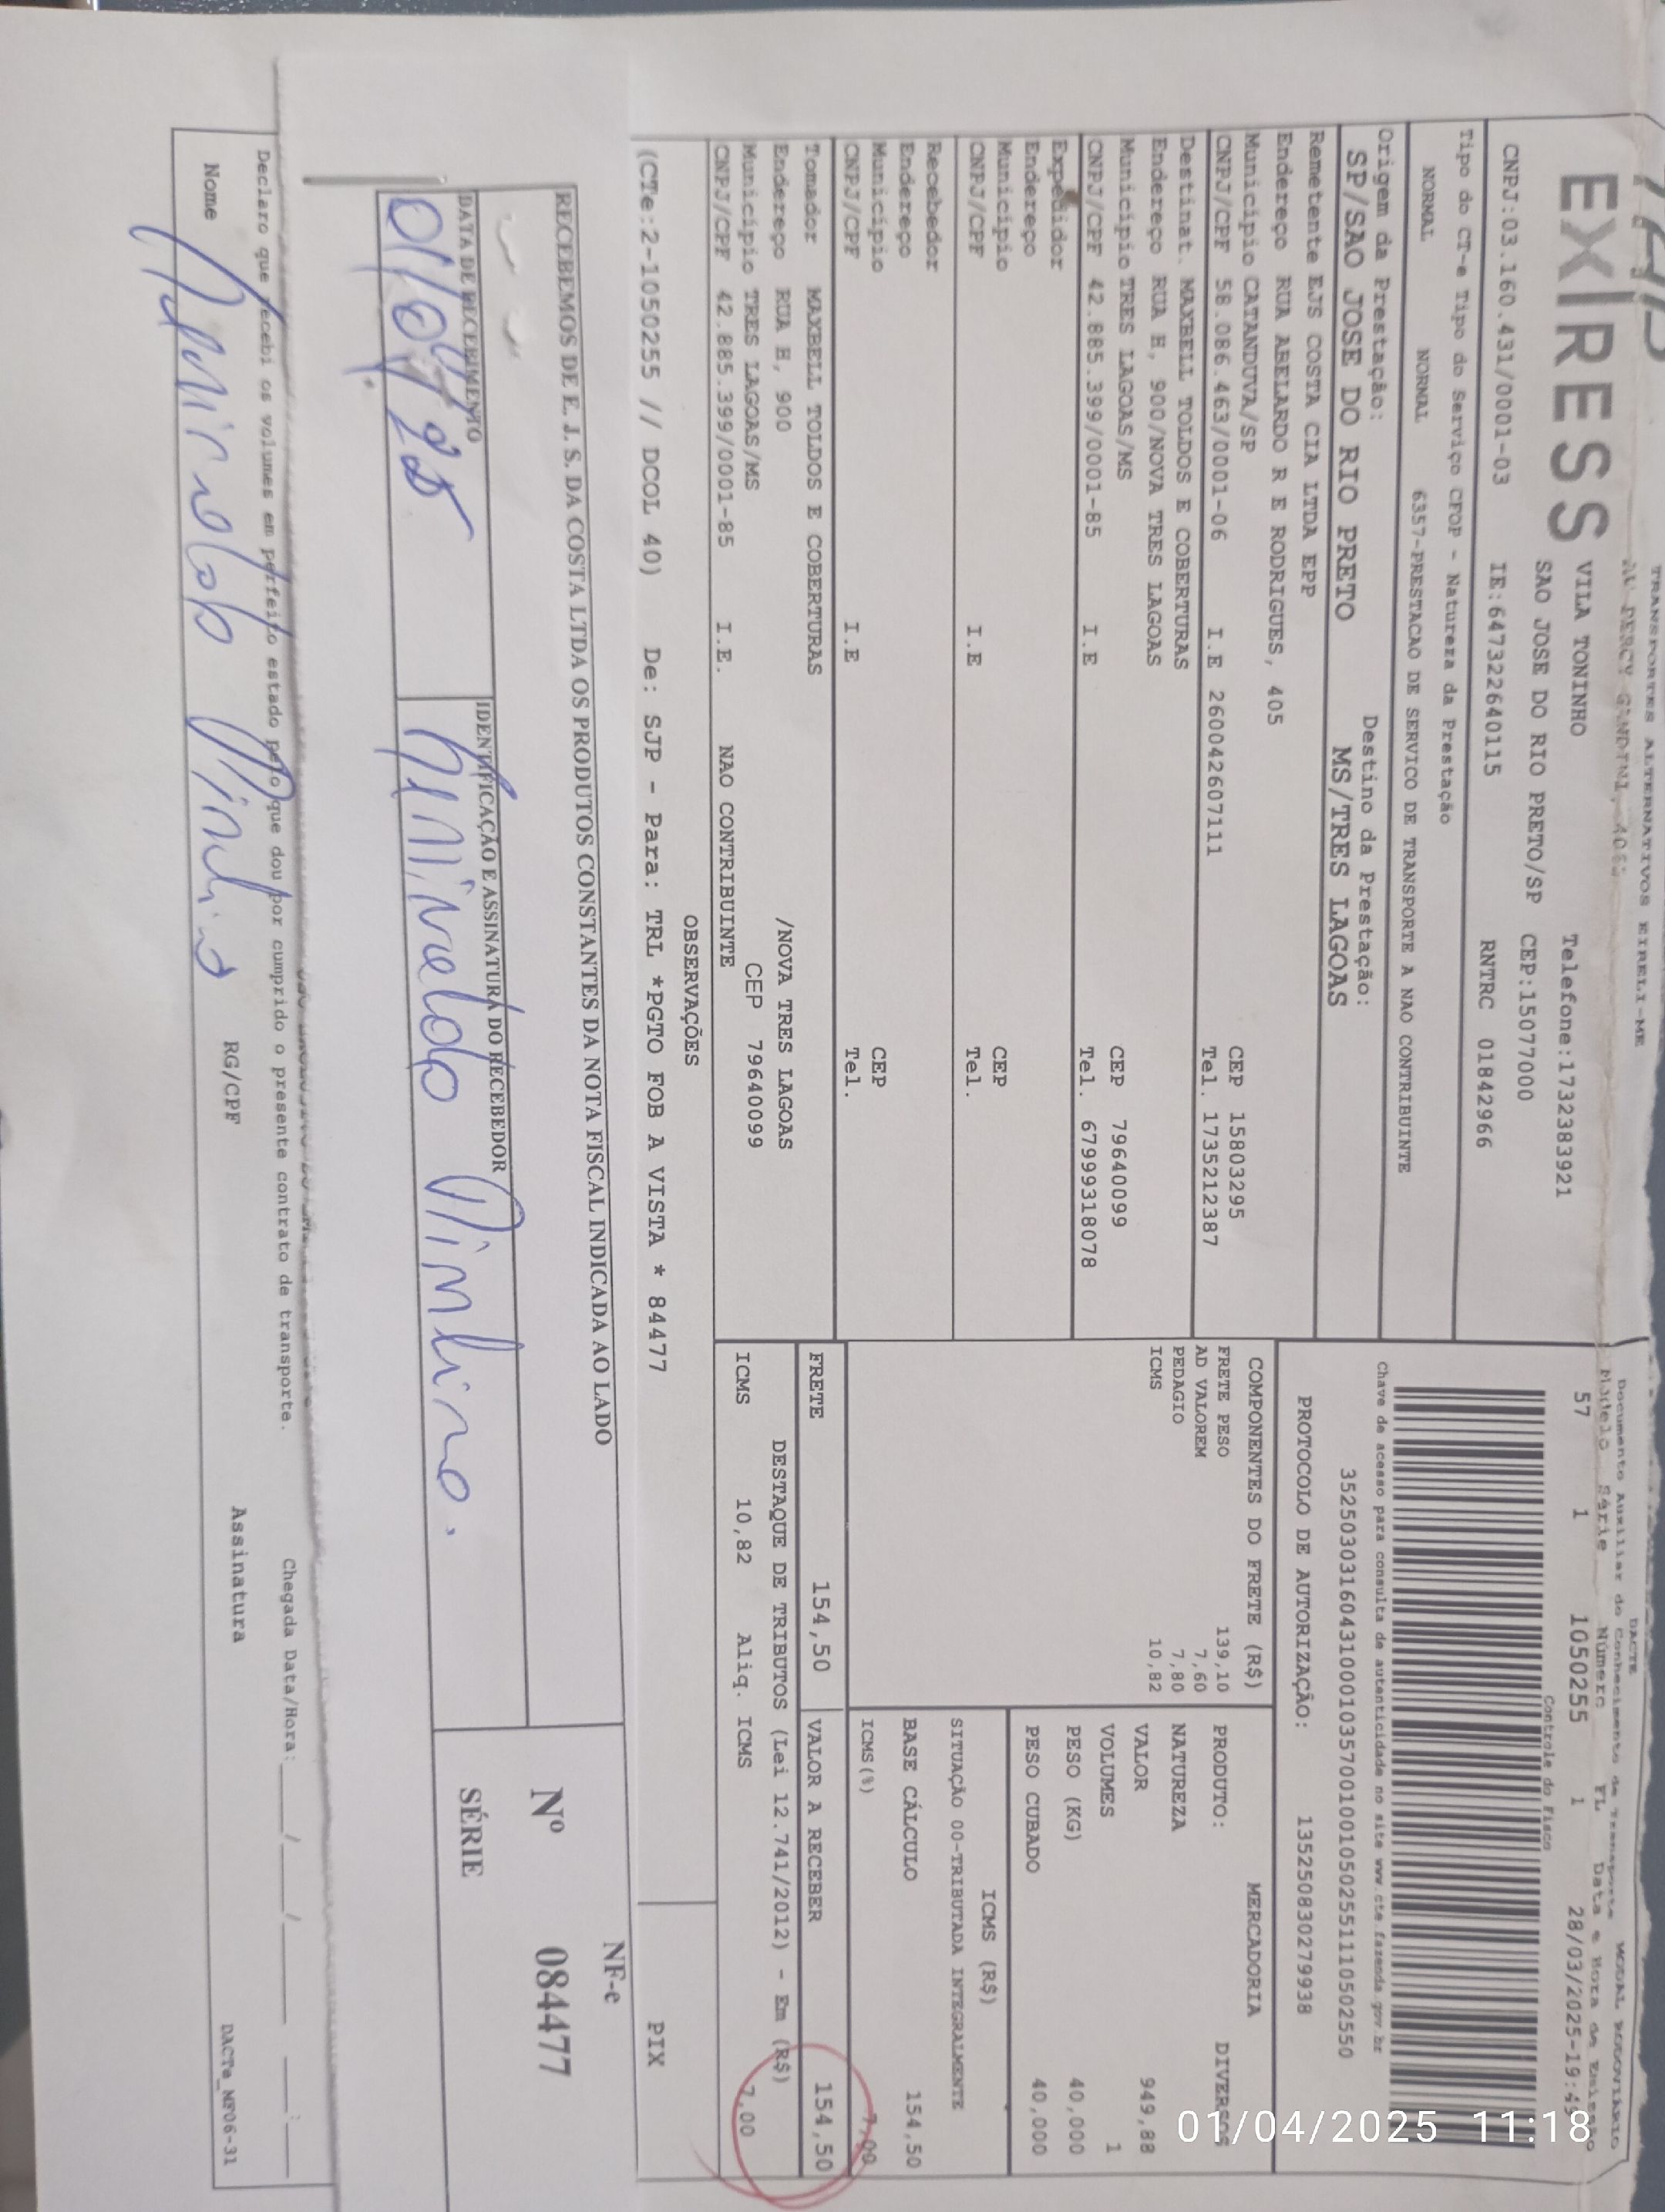 EXPRESS
TRANSPORTES ALTERNATIVOS EIRELI-ME
AV PERCY GANDINI,
VILA TONINHO Telefone:1732383921
SAO JOSE DO RIO PRETO/SP CEP:15077000
CNPJ:03.160.431/0001-03 IE:647322640115 RNTRC 01842966
Tipo do CT-e Tipo do Serviço CFOP - Natureza da Prestação
NORMAL NORMAL 6357-PRESTACAO DE SERVICO DE TRANSPORTE A NAO CONTRIBUINTE
Origem da Prestação: Destino da Prestação:
SP/SAO JOSE DO RIO PRETO MS/TRES LAGOAS
Remetente EJS COSTA CIA LTDA EPP
Endereço RUA ABELARDO R E RODRIGUES, 405
Municipio CATANDUVA/SP CEP 15803295
CNPJ/CPF 58.086.463/0001-06 I.E 260042607111 Tel. 1735212387
Destinat. MAXBELL TOLDOS E COBERTURAS
Endereço RUA H, 900/NOVA TRES LAGOAS
Municipio TRES LAGOAS/MS CEP 79640099
CNPJ/CPF 42.885.399/0001-85 I.E Tel. 67999318078
Expedidor
Endereço
Municipio CEP
CNPJ/CPF I.E Tel.
Recebedor
Endereço
Municipio CEP
CNPJ/CPF I.E Tel.
Tomador MAXBELL TOLDOS E COBERTURAS
Endereço RUA H, 900 /NOVA TRES LAGOAS
Municipio TRES LAGOAS/MS CEP 79640099
CNPJ/CPF 42.885.399/0001-85 I.E. NAO CONTRIBUINTE
DACTE
Documento Auxiliar do Conhecimento de Transporte MODAL RODOVIARIO
Modelo Série Número FL Data e Hora de Emissão
57 1 1050255 1 28/03/2025-19:49
Controle do Fisco
Chave de acesso para consulta de autenticidade no site www.cte.fazenda.gov.br
35250303160431000103570010010502551110502550
PROTOCOLO DE AUTORIZAÇÃO: 135250830279938
COMPONENTES DO FRETE (R$)
FRETE PESO 139,10
AD VALOREM 7,60
PEDAGIO 7,80
ICMS 10,82
MERCADORIA
PRODUTO: DIVERSOS
NATUREZA
VALOR 949,88
VOLUMES 1
PESO (KG) 40,000
PESO CUBADO 40,000
ICMS (R$)
SITUAÇÃO 00-TRIBUTADA INTEGRALMENTE
BASE CÁLCULO 154,50
ICMS(%) 7,00
FRETE 154,50 VALOR A RECEBER 154,50
DESTAQUE DE TRIBUTOS (Lei 12.741/2012) - Em (R$)
ICMS 10,82 Aliq. ICMS 7,00
OBSERVAÇÕES
(CTe:2-1050255 // DCOL 40) De: SJP - Para: TRL *PGTO FOB A VISTA * 84477
PIX
RECEBEMOS DE E. J. S. DA COSTA LTDA OS PRODUTOS CONSTANTES DA NOTA FISCAL INDICADA AO LADO
NF-e
Nº 084477
SÉRIE
DATA DE RECEBIMENTO
01/04/25
IDENTIFICAÇÃO E ASSINATURA DO RECEBEDOR
Declaro que recebi os volumes em perfeito estado pelo que dou por cumprido o presente contrato de transporte. Chegada Data/Hora: / / :
Nome RG/CPF Assinatura
DACTe_NF06-31
01/04/2025 11:18